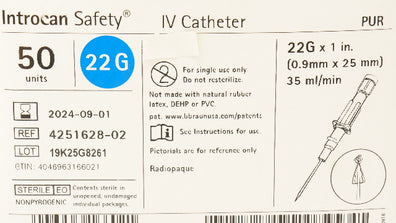 Introcan Safety® IV Catheter PUR
50
units
22 G
For single use only
Do not resterilize.
Not made with natural rubber
latex, DEHP or PVC.
pat. www.bbraunusa.com/patents
See Instructions for use.
Pictorials are for reference only
Radiopaque
22G x 1 in.
(0.9mm x 25 mm)
35 ml/min
2024-09-01
REF 4251628-02
LOT 19K25G8261
GTIN: 4046963166021
STERILE EO
NONPYROGENIC
Contents sterile in
unopened, undamaged
individual packages.
2